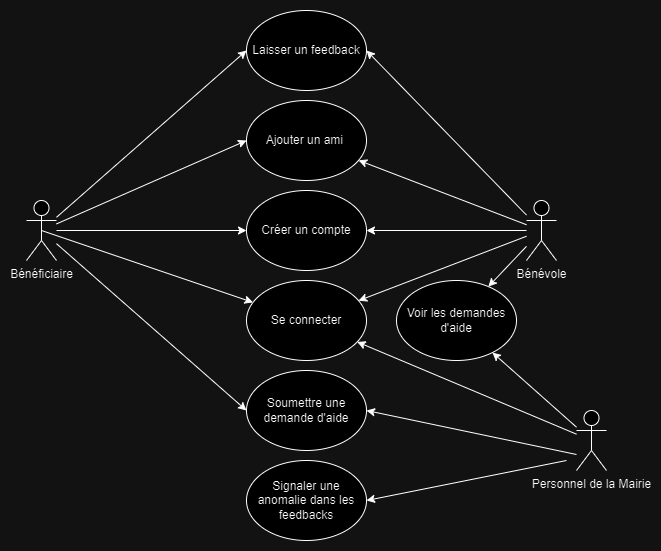 Laisser un feedback
Ajouter un ami
Créer un compte
Bénéficiaire
Bénévole
Se connecter
Voir les demandes
d'aide
Soumettre une
demande d'aide
Personnel de la Mairie
Signaler une
anomalie dans les
feedbacks